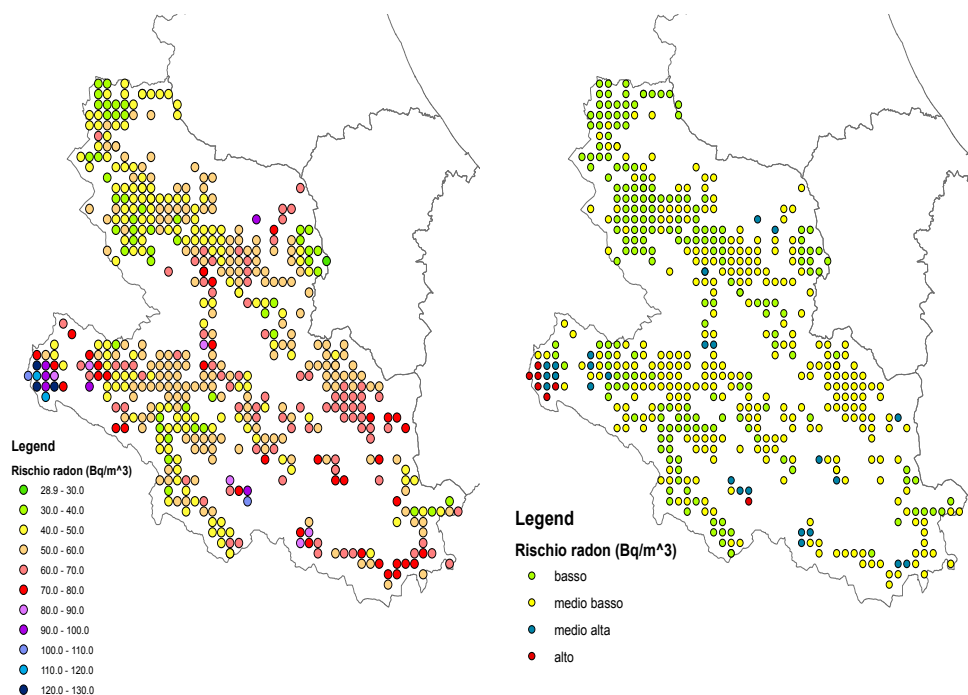 Legend
Rischio radon (Bq/m^3)
28.9 - 30.0
30.0 - 40.0
40.0 - 50.0
50.0 - 60.0
60.0 - 70.0
70.0 - 80.0
80.0 - 90.0
90.0 - 100.0
100.0 - 110.0
110.0 - 120.0
120.0 - 130.0
Legend
Rischio radon (Bq/m^3)
basso
medio basso
medio alta
alto